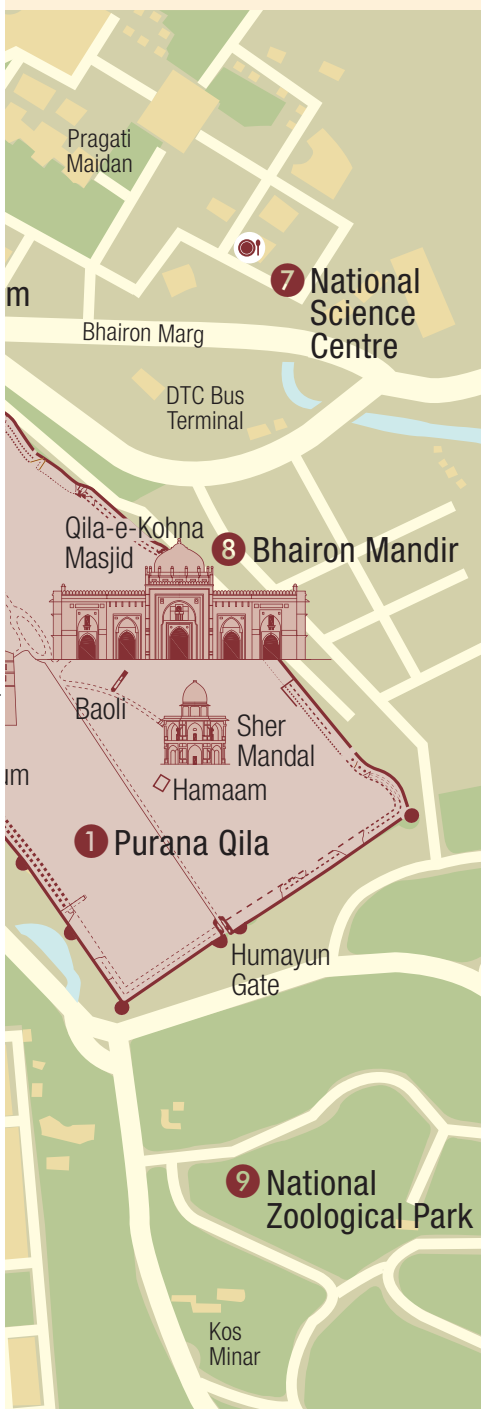 Pragati
Maidan
7 National
Science
Centre
m
Bhairon Marg
DTC Bus
Terminal
Qila-e-Kohna
Masjid
8 Bhairon Mandir
Baoli
Sher
Mandal
um
Hamaam
1 Purana Qila
Humayun
Gate
9 National
Zoological Park
Kos
Minar